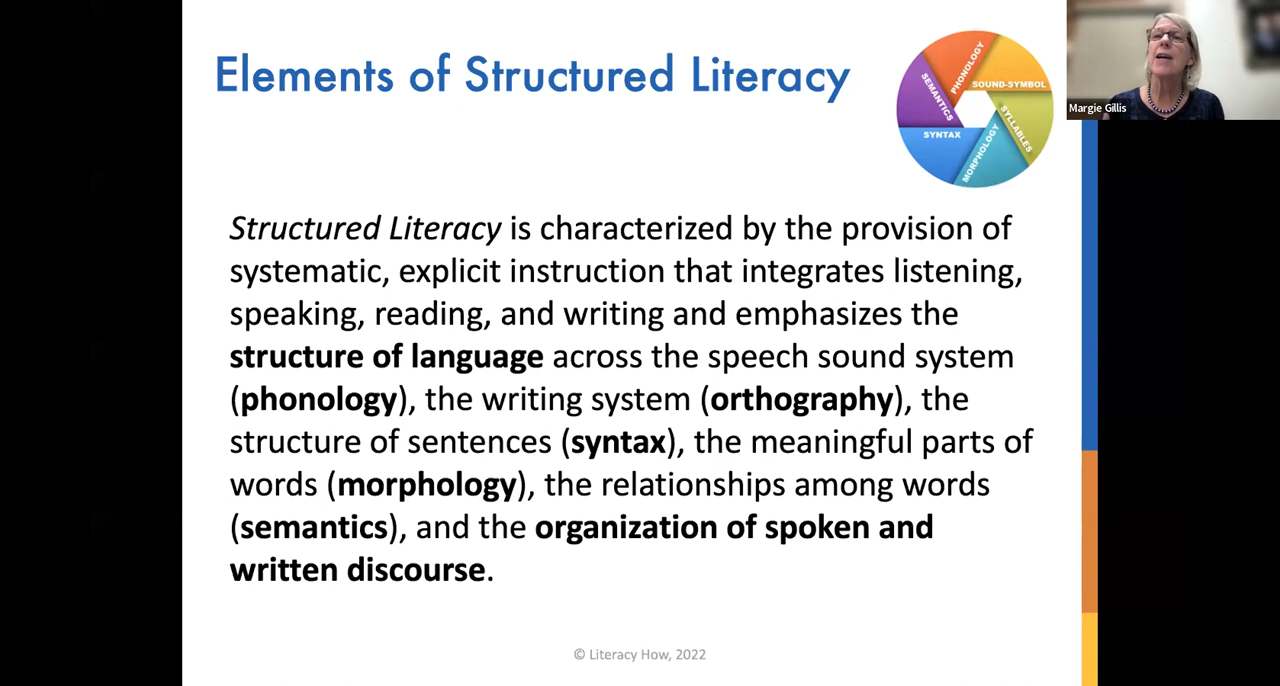 Elements of Structured Literacy
PHONOLOGY
SOUND-SYMBOL
SYLLABLES
MORPHOLOGY
SYNTAX
SEMANTICS
Margie Gillis
Structured Literacy is characterized by the provision of
systematic, explicit instruction that integrates listening,
speaking, reading, and writing and emphasizes the
structure of language across the speech sound system
(phonology), the writing system (orthography), the
structure of sentences (syntax), the meaningful parts of
words (morphology), the relationships among words
(semantics), and the organization of spoken and
written discourse.
© Literacy How, 2022